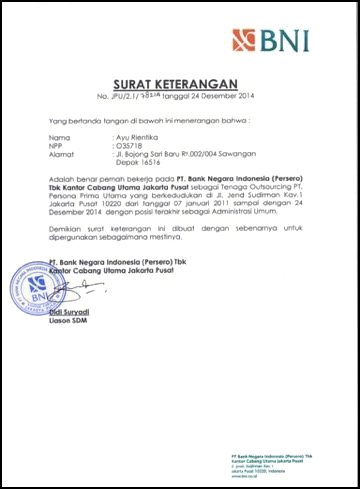 BNI
SURAT KETERANGAN
No. JPU/2.1/ tanggal 24 Desember 2014
Yang bertanda tangan di bawah ini menerangkan bahwa :
Nama : Ayu Rientika
NPP : O35718
Alamat : Jl. Bojong Sari Baru Rt.002/004 Sawangan
Depok 16516
Adalah benar pernah bekerja pada PT. Bank Negara Indonesia (Persero)
Tbk Kantor Cabang Utama Jakarta Pusat sebagai Tenaga Outsourcing PT.
Persona Prima Utama yang berkedudukan di Jl. Jend Sudirman Kav.1
Jakarta Pusat 10220 dari tanggal 07 januari 2011 sampai dengan 24
Desember 2014 dengan posisi terakhir sebagai Administrasi Umum.
Demikian surat keterangan ini dibuat dengan sebenarnya untuk
dipergunakan sebagaimana mestinya.
PT. Bank Negara Indonesia (Persero) Tbk
Kantor Cabang Utama Jakarta Pusat
BNI
Didi Suryadi
Liason SDM
PT Bank Negara Indonesia (Persero) Tbk
Kantor Cabang Utama Jakarta Pusat
Jl. Jend. Sudirman Kav. 1
Jakarta Pusat 10220, Indonesia
www.bni.co.id